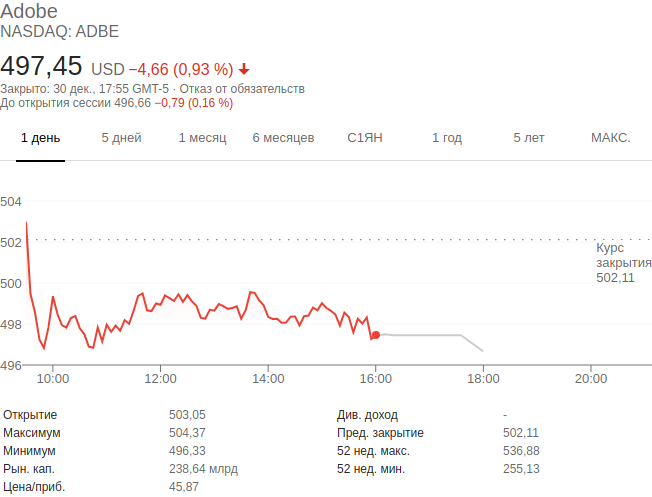 Adobe
NASDAQ: ADBE
497,45 USD −4,66 (0,93 %)
Закрыто: 30 дек., 17:55 GMT-5 · Отказ от обязательств
До открытия сессии 496,66 −0,79 (0,16 %)
1 день 5 дней 1 месяц 6 месяцев С1ЯН 1 год 5 лет МАКС.
504
502
Курс
закрытия
502,11
500
498
496
10:00 12:00 14:00 16:00 18:00 20:00
Открытие 503,05 Див. доход -
Максимум 504,37 Пред. закрытие 502,11
Минимум 496,33 52 нед. макс. 536,88
Рын. кап. 238,64 млрд 52 нед. мин. 255,13
Цена/приб. 45,87